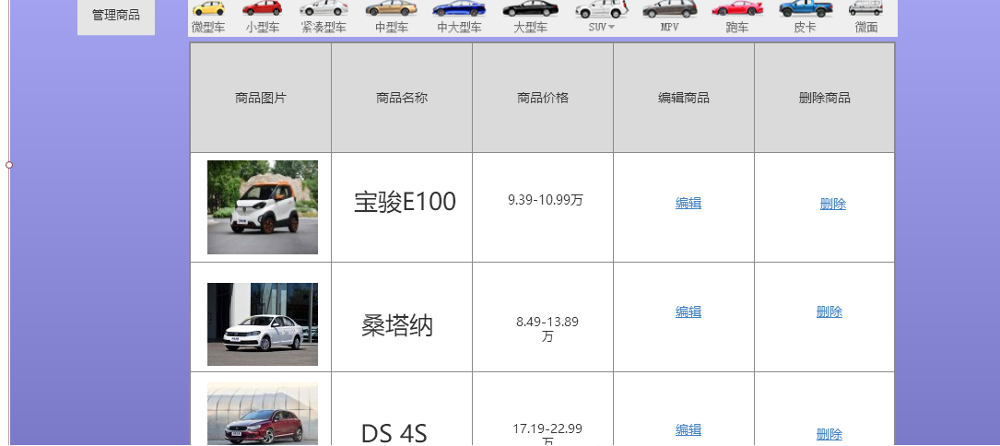 管理商品
微型车 小型车 紧凑型车 中型车 中大型车 大型车 SUV MPV 跑车 皮卡 微面
商品图片 商品名称 商品价格 编辑商品 删除商品
宝骏E100 9.39-10.99万 编辑 删除
桑塔纳 8.49-13.89 编辑 删除
万
DS 4S 17.19-22.99 编辑 删除
万